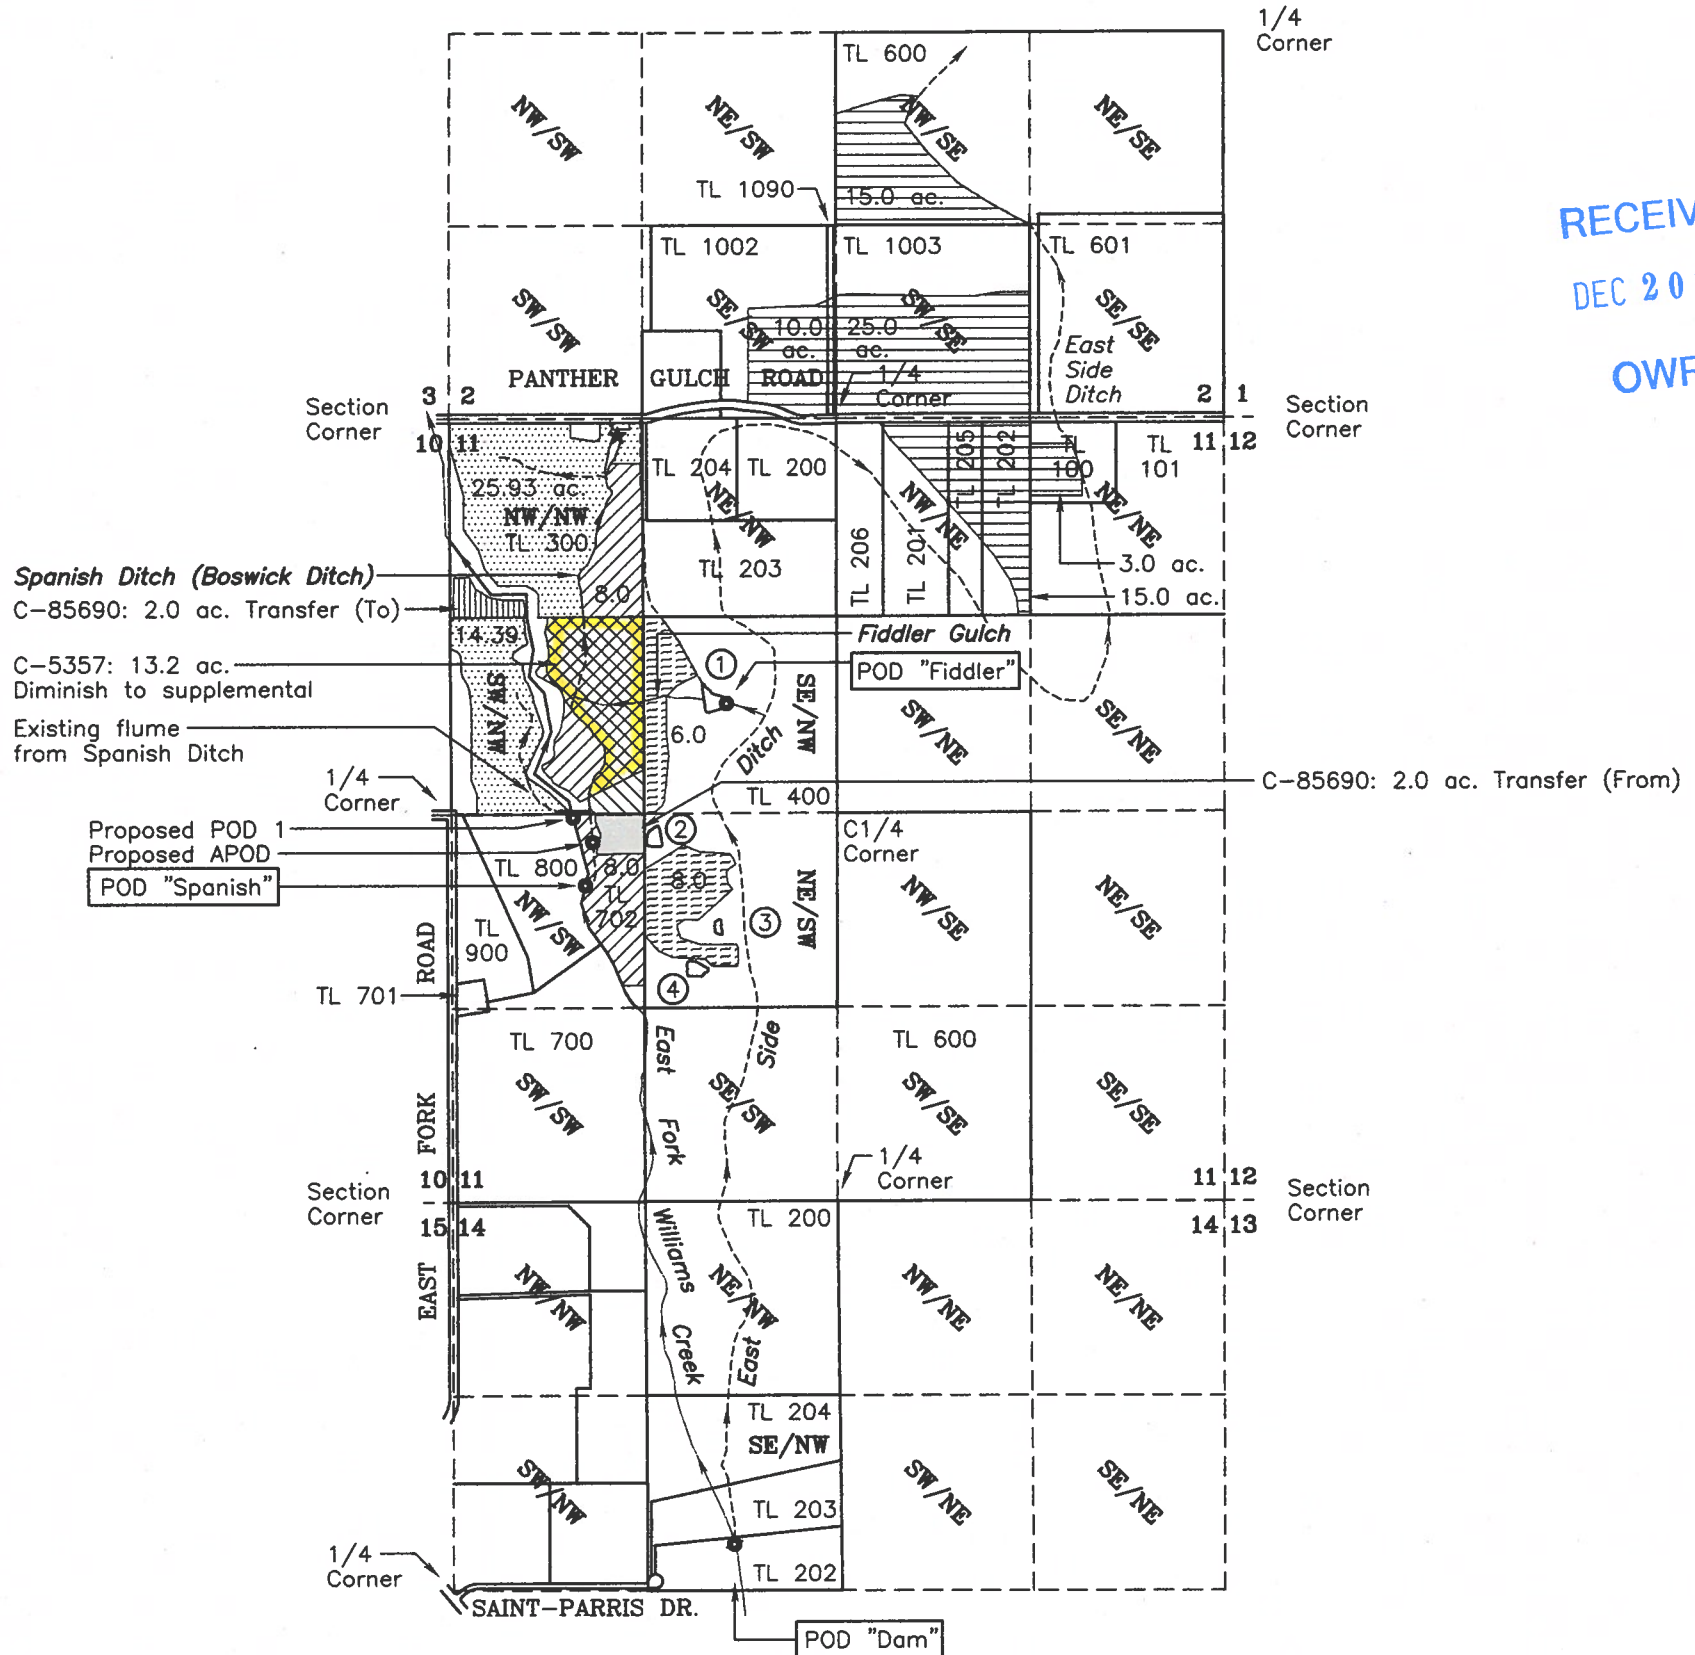 1/4
Corner
TL 600
NW/SW
NE/SW
NW/SE
NE/SE
TL 1090
15.0 ac.
RECEIV
DEC 20
OWR
TL 1002
TL 1003
TL 601
SW/SW
SE/SW
SW/SE
SE/SE
10.0
ac.
25.0
ac.
East
Side
Ditch
PANTHER GULCH ROAD
1/4
Corner
3 2
2 1
Section
Corner
Section
Corner
10 11
11 12
TL 204
TL 200
TL 205
TL 202
TL
100
TL
101
25.93 ac.
NW/NW
TL 300
NE/NW
NW/NE
NE/NE
TL 203
TL 206
TL 201
3.0 ac.
15.0 ac.
Spanish Ditch (Boswick Ditch)
C-85690: 2.0 ac. Transfer (To)
8.0
14.39
Fiddler Gulch
C-5357: 13.2 ac.
Diminish to supplemental
1
POD "Fiddler"
SW/NW
SE/NW
SW/NE
SE/NE
Existing flume
from Spanish Ditch
6.0
Ditch
1/4
Corner
TL 400
C-85690: 2.0 ac. Transfer (From)
Proposed POD 1
Proposed APOD
POD "Spanish"
2
C1/4
Corner
TL 800
8.0
TL
702
8.0
NW/SW
NE/SW
NW/SE
NE/SE
TL
900
3
TL 701
4
ROAD
TL 700
East
Side
TL 600
SW/SW
SE/SW
SW/SE
SE/SE
Fork
FORK
1/4
Corner
10 11
11 12
Section
Corner
Section
Corner
15 14
14 13
TL 200
Williams
EAST
NW/NW
NE/NW
NW/NE
NE/NE
Creek
East
TL 204
SE/NW
SW/NW
SW/NE
SE/NE
TL 203
1/4
Corner
TL 202
SAINT-PARRIS DR.
POD "Dam"